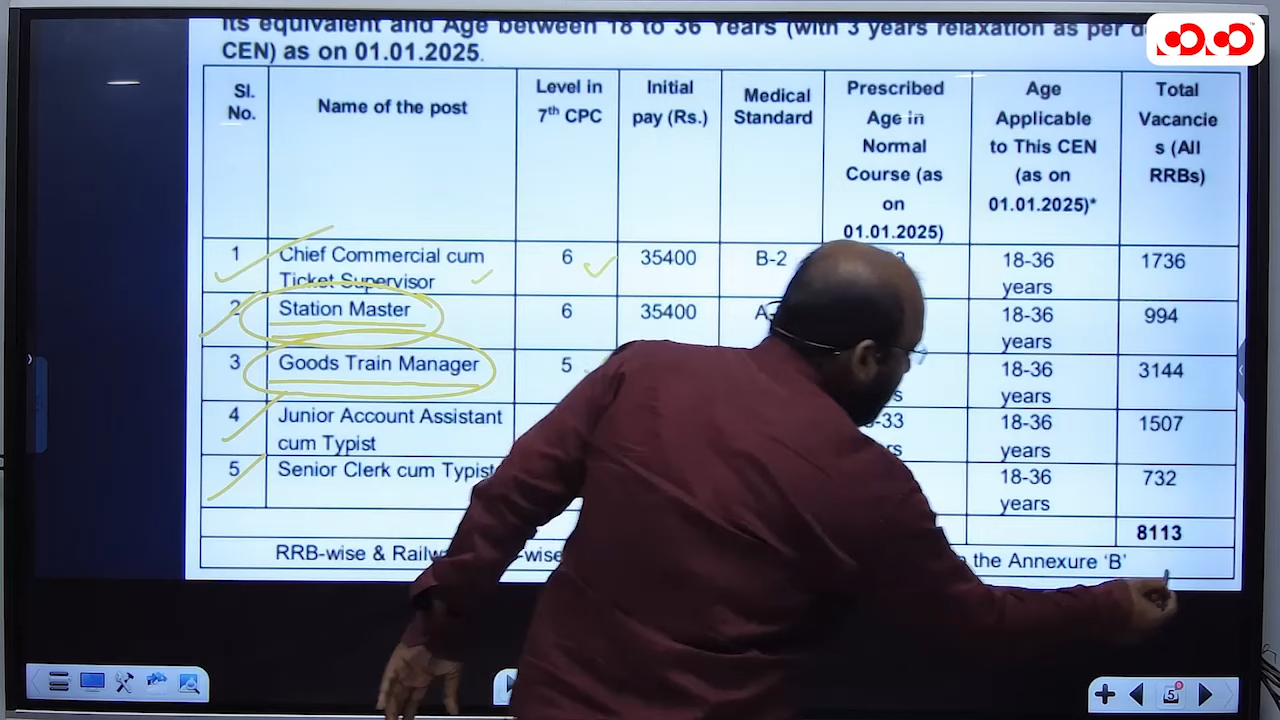 Its equivalent and Age between 18 to 36 Years (with 3 years relaxation as per
CEN) as on 01.01.2025.
Sl. No. Name of the post Level in 7th CPC Initial pay (Rs.) Medical Standard Prescribed Age in Normal Course (as on 01.01.2025) Age Applicable to This CEN (as on 01.01.2025)* Total Vacancie s (All RRBs)
1 Chief Commercial cum 6 35400 B-2 18-36 1736
Ticket Supervisor years
2 Station Master 6 35400 18-36 994
years
3 Goods Train Manager 5 18-36 3144
years
4 Junior Account Assistant -33 18-36 1507
cum Typist years
5 Senior Clerk cum Typist 18-36 732
years
8113
RRB-wise & -wise the Annexure ‘B’
5